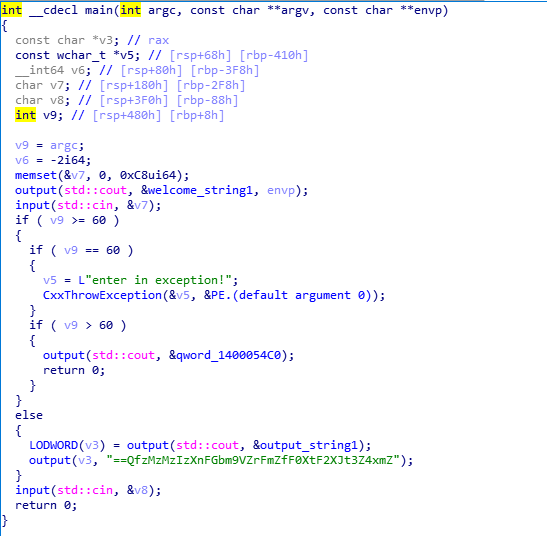 int __cdecl main(int argc, const char **argv, const char **envp)
{
  const char *v3; // rax
  const wchar_t *v5; // [rsp+68h] [rbp-410h]
  __int64 v6; // [rsp+80h] [rbp-3F8h]
  char v7; // [rsp+180h] [rbp-2F8h]
  char v8; // [rsp+3F0h] [rbp-88h]
  int v9; // [rsp+480h] [rbp+8h]

  v9 = argc;
  v6 = -2i64;
  memset(&v7, 0, 0xC8ui64);
  output(std::cout, &welcome_string1, envp);
  input(std::cin, &v7);
  if ( v9 >= 60 )
  {
    if ( v9 == 60 )
    {
      v5 = L"enter in exception!";
      CxxThrowException(&v5, &PE.(default argument 0));
    }
    if ( v9 > 60 )
    {
      output(std::cout, &qword_1400054C0);
      return 0;
    }
  }
  else
  {
    LODWORD(v3) = output(std::cout, &output_string1);
    output(v3, "==QfzMzMzIzXnFGbm9VZrFmZfF0XtF2XJt3Z4xmZ");
  }
  input(std::cin, &v8);
  return 0;
}